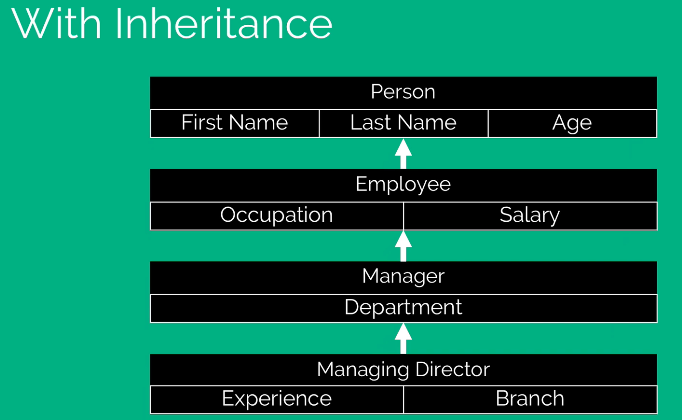 With Inheritance
Person
First Name Last Name Age
Employee
Occupation Salary
Manager
Department
Managing Director
Experience Branch